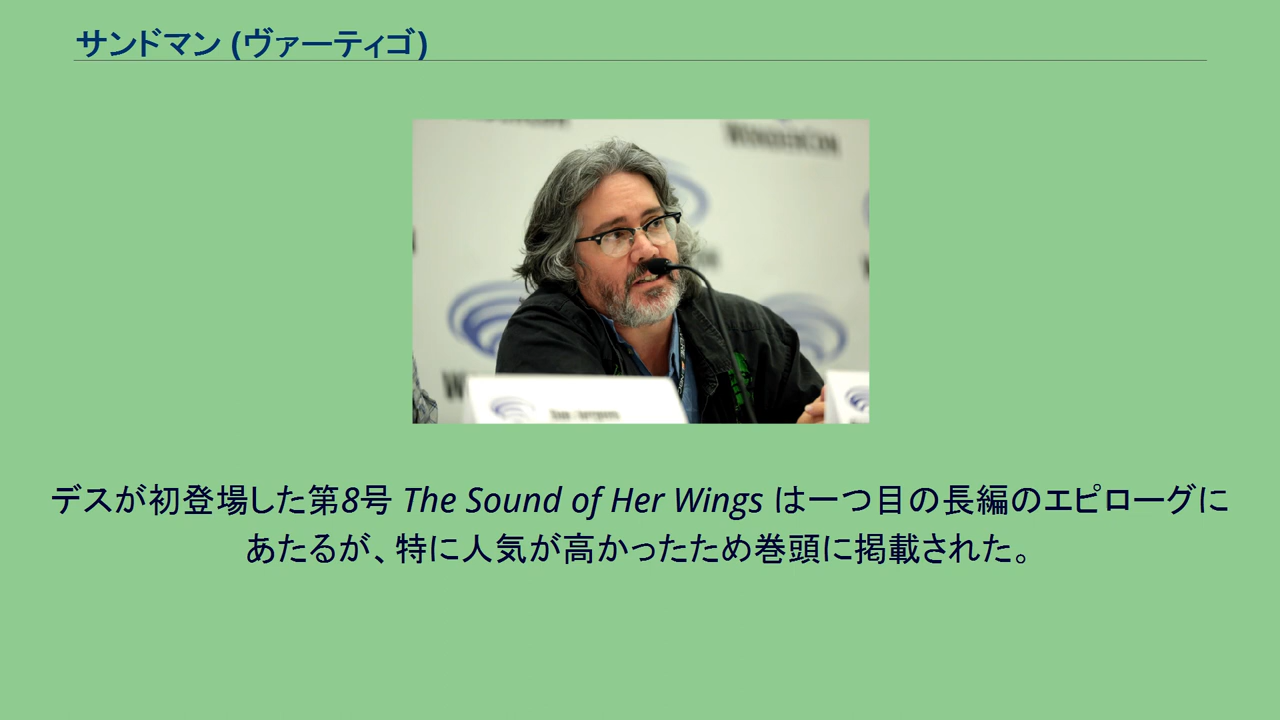 サンドマン (ヴァーティゴ)
WONDERCON
デスが初登場した第8号 The Sound of Her Wings は一つ目の長編のエピローグに
あたるが、特に人気が高かったため巻頭に掲載された。